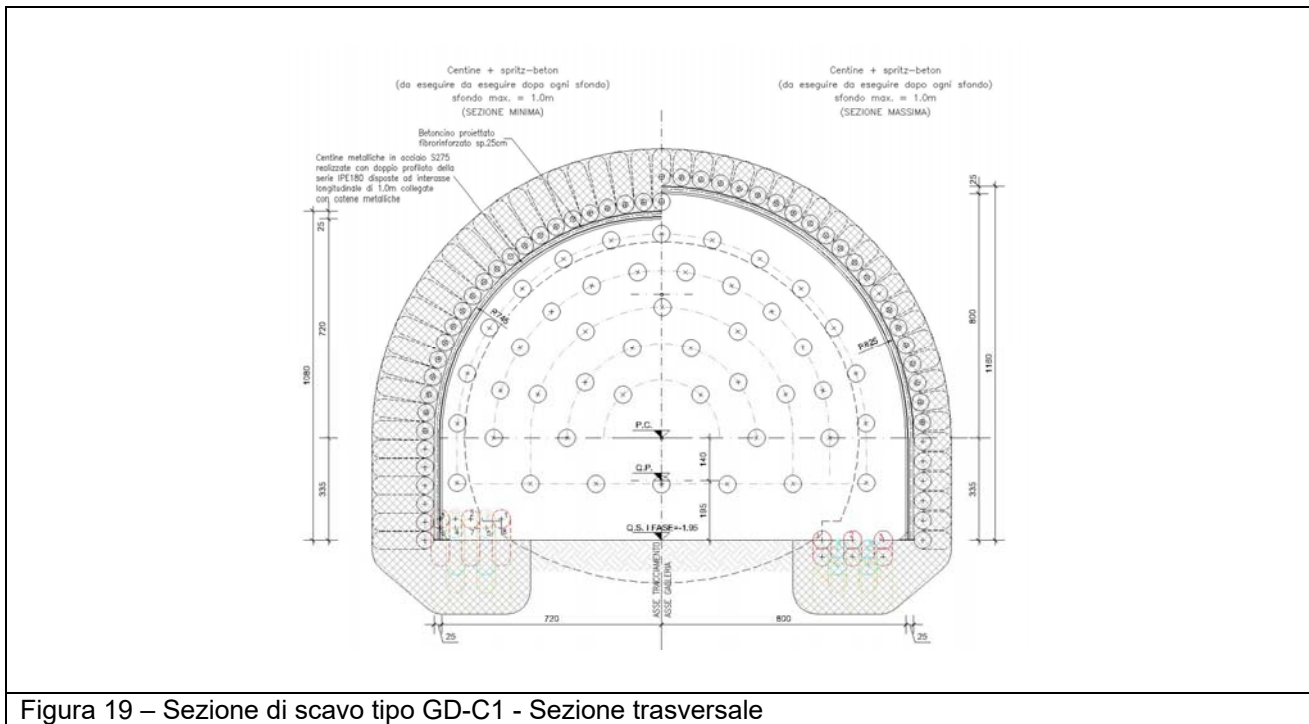 Centine + spritz-beton
(da eseguire da eseguire dopo ogni sfondo)
sfondo max. = 1.0m
(SEZIONE MINIMA)
Centine + spritz-beton
(da eseguire da eseguire dopo ogni sfondo)
sfondo max. = 1.0m
(SEZIONE MASSIMA)
Betoncino proiettato
fibrorinforzato sp.25cm
Centine metalliche in acciaio S275
realizzate con doppio profilato della
serie IPE180 disposte ad interasse
longitudinale di 1.0m collegate
con catene metalliche
25
720
1080
335
25
800
1160
335
R745
R825
P.C.
140
Q.P.
195
Q.S. I FASE=-1.95
ASSE TRACCIAMENTO
ASSE GALLERIA
720
800
25
25
Figura 19 – Sezione di scavo tipo GD-C1 - Sezione trasversale